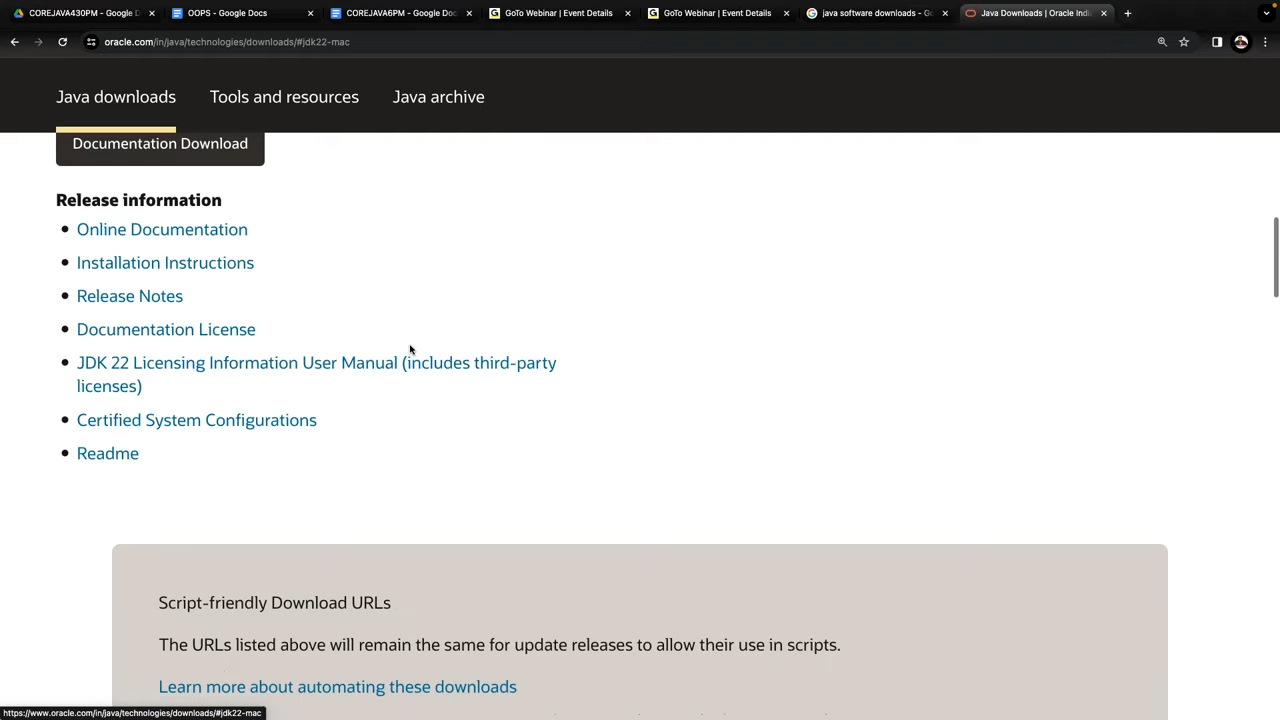 COREJAVA430PM - Google D
OOPS - Google Docs
COREJAVA6PM - Google Doc
GoTo Webinar | Event Details
GoTo Webinar | Event Details
java software downloads - Go
Java Downloads | Oracle Indi
oracle.com/in/java/technologies/downloads/#jdk22-mac
Java downloads
Tools and resources
Java archive
Documentation Download
Release information
Online Documentation
Installation Instructions
Release Notes
Documentation License
JDK 22 Licensing Information User Manual (includes third-party
licenses)
Certified System Configurations
Readme
Script-friendly Download URLs
The URLs listed above will remain the same for update releases to allow their use in scripts.
Learn more about automating these downloads
https://www.oracle.com/in/java/technologies/downloads/#jdk22-mac